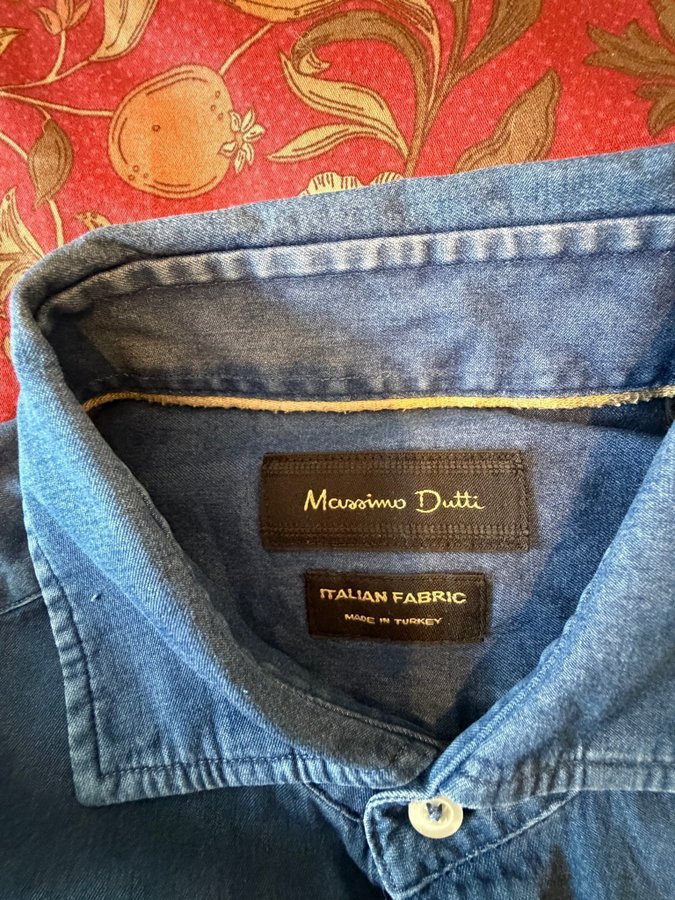 Massimo Dutti
ITALIAN FABRIC
MADE IN TURKEY